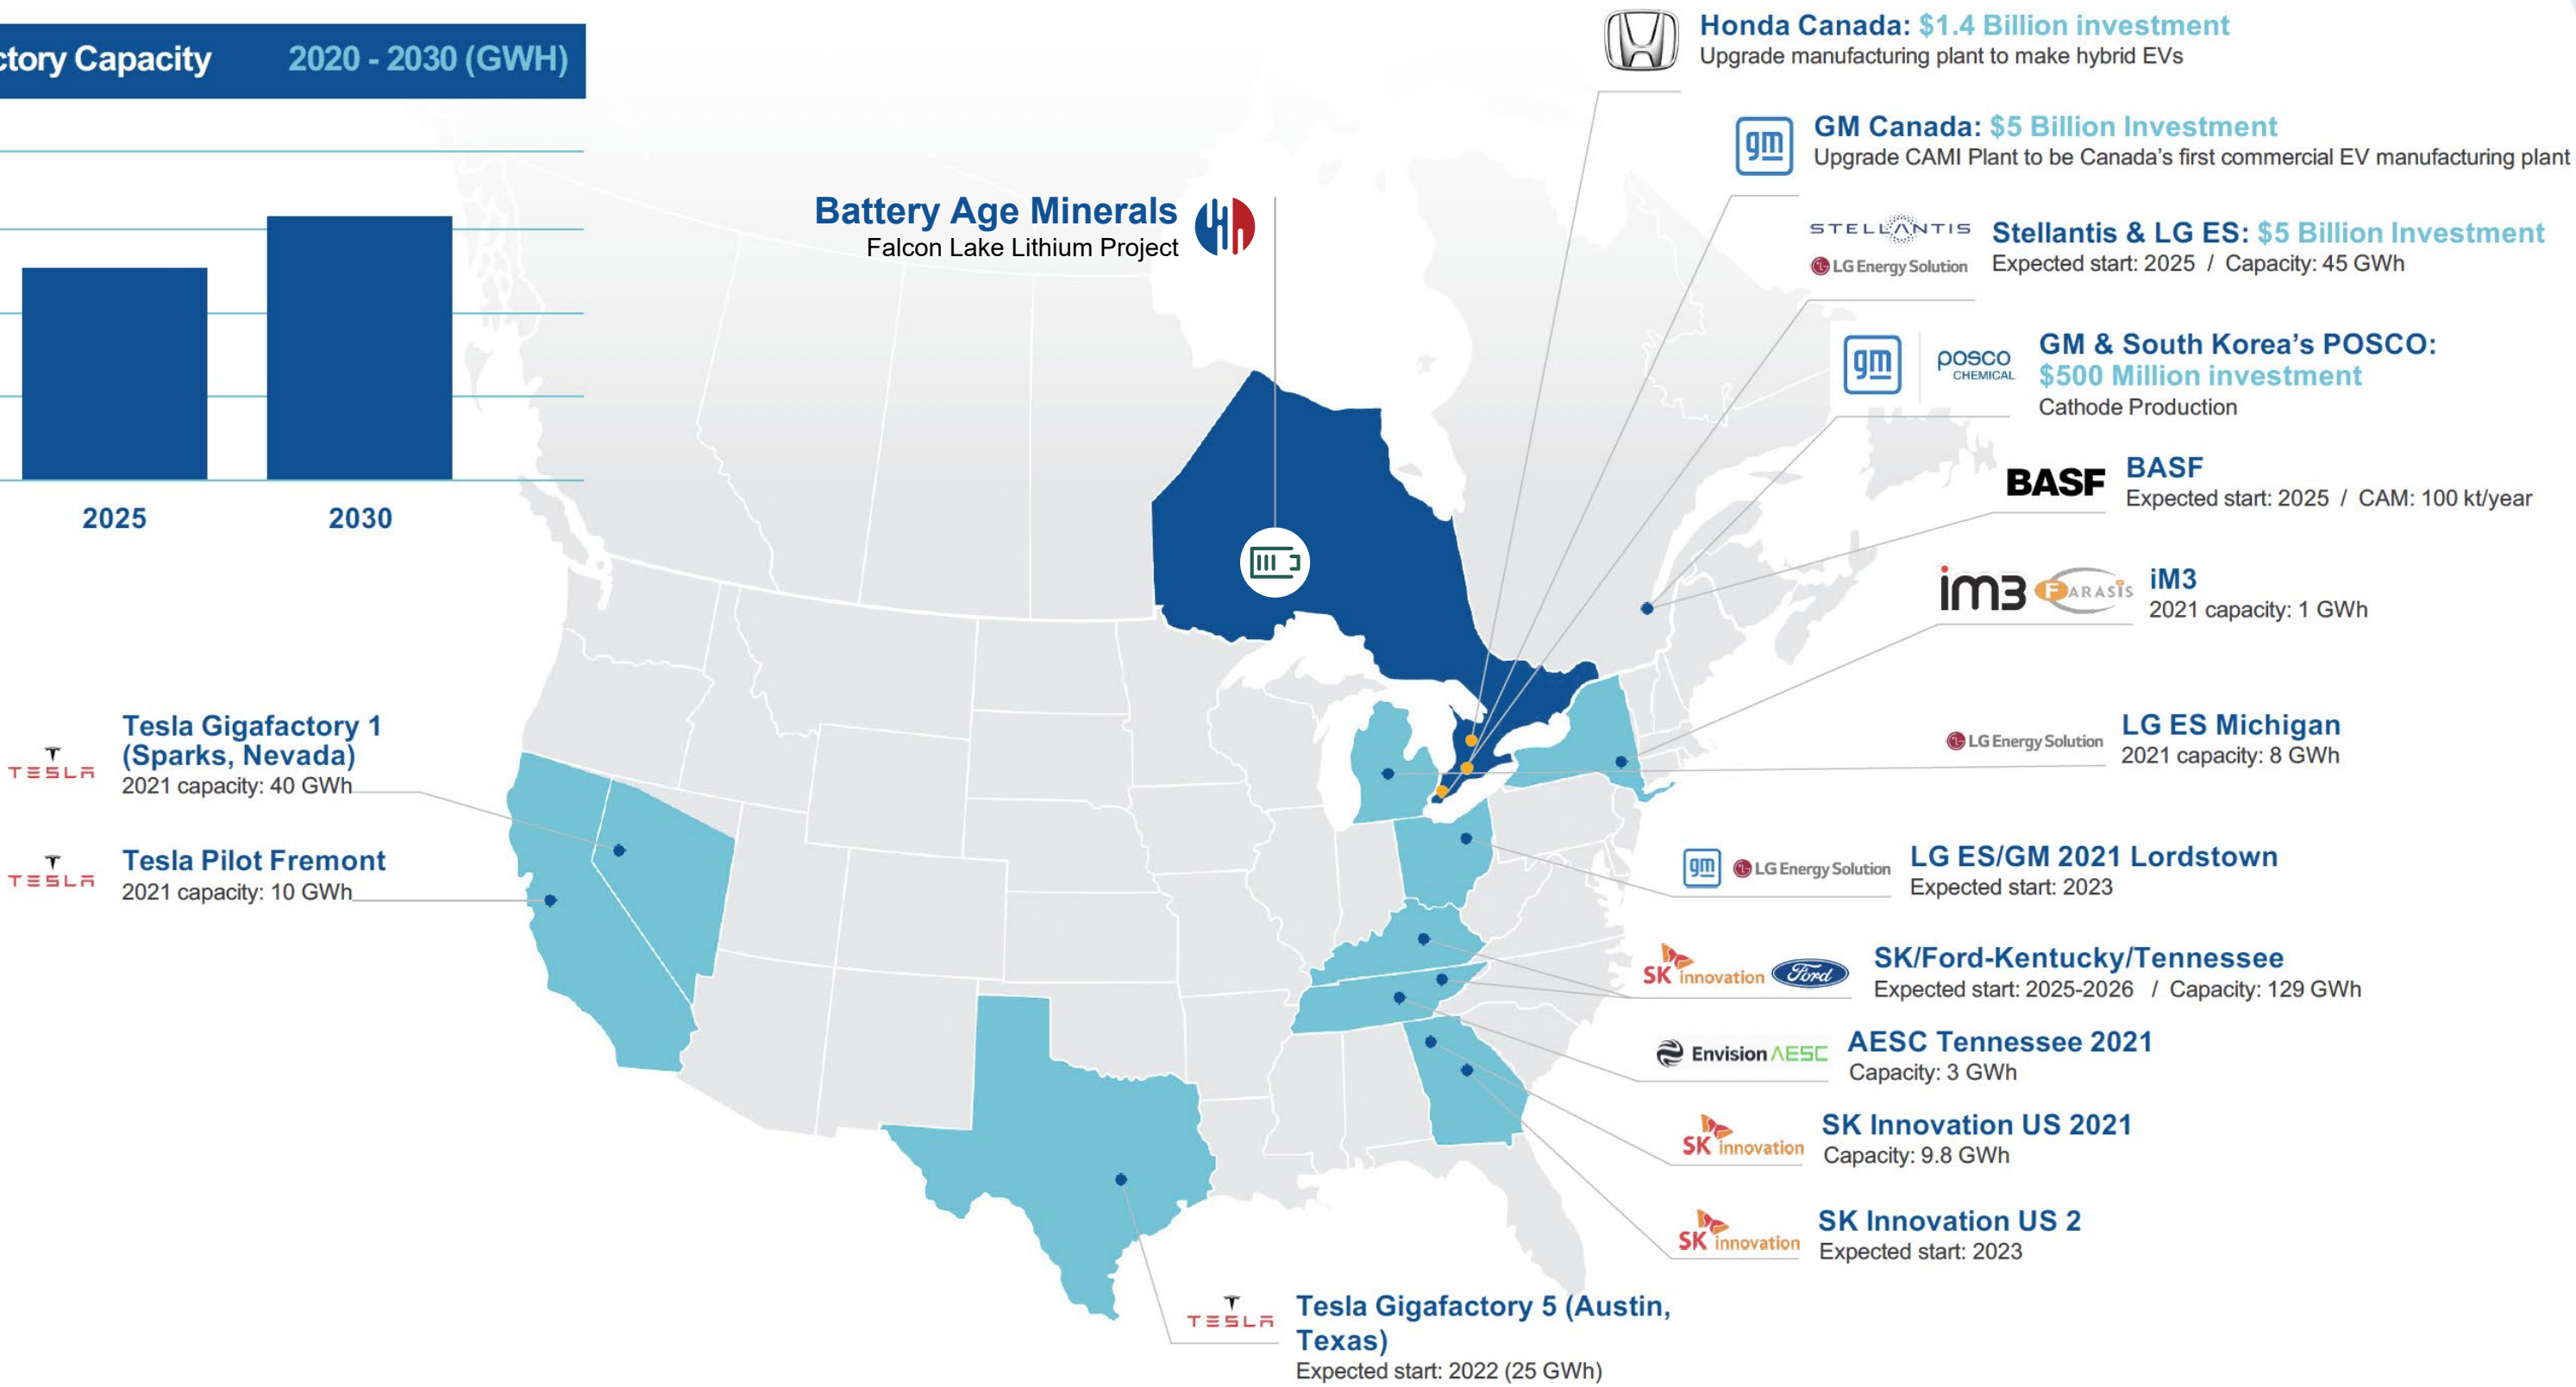 ctory Capacity 2020 - 2030 (GWH)
2025 2030
Battery Age Minerals
Falcon Lake Lithium Project
Honda Canada: $1.4 Billion investment
Upgrade manufacturing plant to make hybrid EVs
gm
GM Canada: $5 Billion Investment
Upgrade CAMI Plant to be Canada's first commercial EV manufacturing plant
STELLANTIS
LG Energy Solution
Stellantis & LG ES: $5 Billion Investment
Expected start: 2025 / Capacity: 45 GWh
gm
posco
CHEMICAL
GM & South Korea's POSCO:
$500 Million investment
Cathode Production
BASF
BASF
Expected start: 2025 / CAM: 100 kt/year
im3 FARASIS
iM3
2021 capacity: 1 GWh
LG Energy Solution
LG ES Michigan
2021 capacity: 8 GWh
gm LG Energy Solution
LG ES/GM 2021 Lordstown
Expected start: 2023
SK innovation Ford
SK/Ford-Kentucky/Tennessee
Expected start: 2025-2026 / Capacity: 129 GWh
Envision AESC
AESC Tennessee 2021
Capacity: 3 GWh
SK innovation
SK Innovation US 2021
Capacity: 9.8 GWh
SK innovation
SK Innovation US 2
Expected start: 2023
TESLA
Tesla Gigafactory 5 (Austin,
Texas)
Expected start: 2022 (25 GWh)
TESLA
Tesla Gigafactory 1
(Sparks, Nevada)
2021 capacity: 40 GWh
TESLA
Tesla Pilot Fremont
2021 capacity: 10 GWh